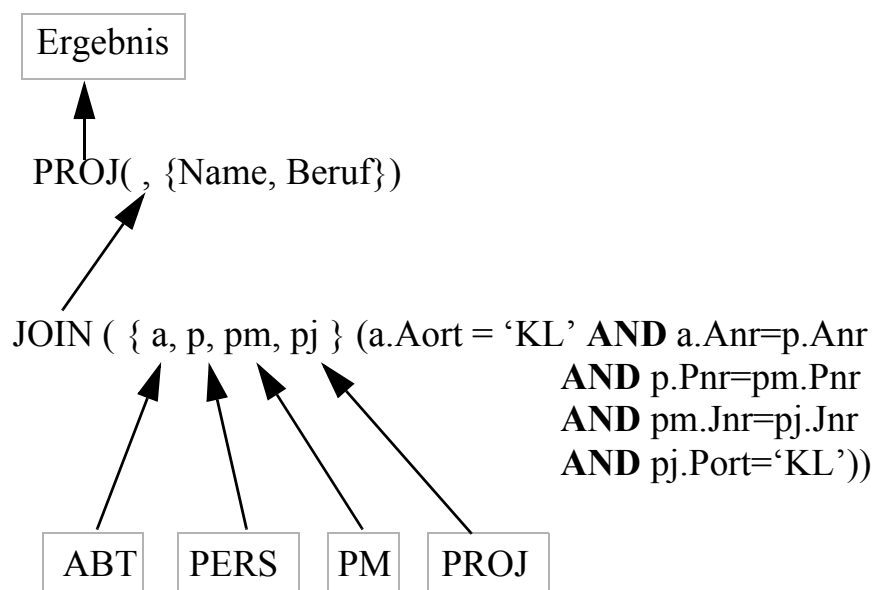 Ergebnis
PROJ( , {Name, Beruf})
JOIN ( { a, p, pm, pj } (a.Aort = ‘KL’ AND a.Anr=p.Anr
AND p.Pnr=pm.Pnr
AND pm.Jnr=pj.Jnr
AND pj.Port=‘KL’))
ABT PERS PM PROJ